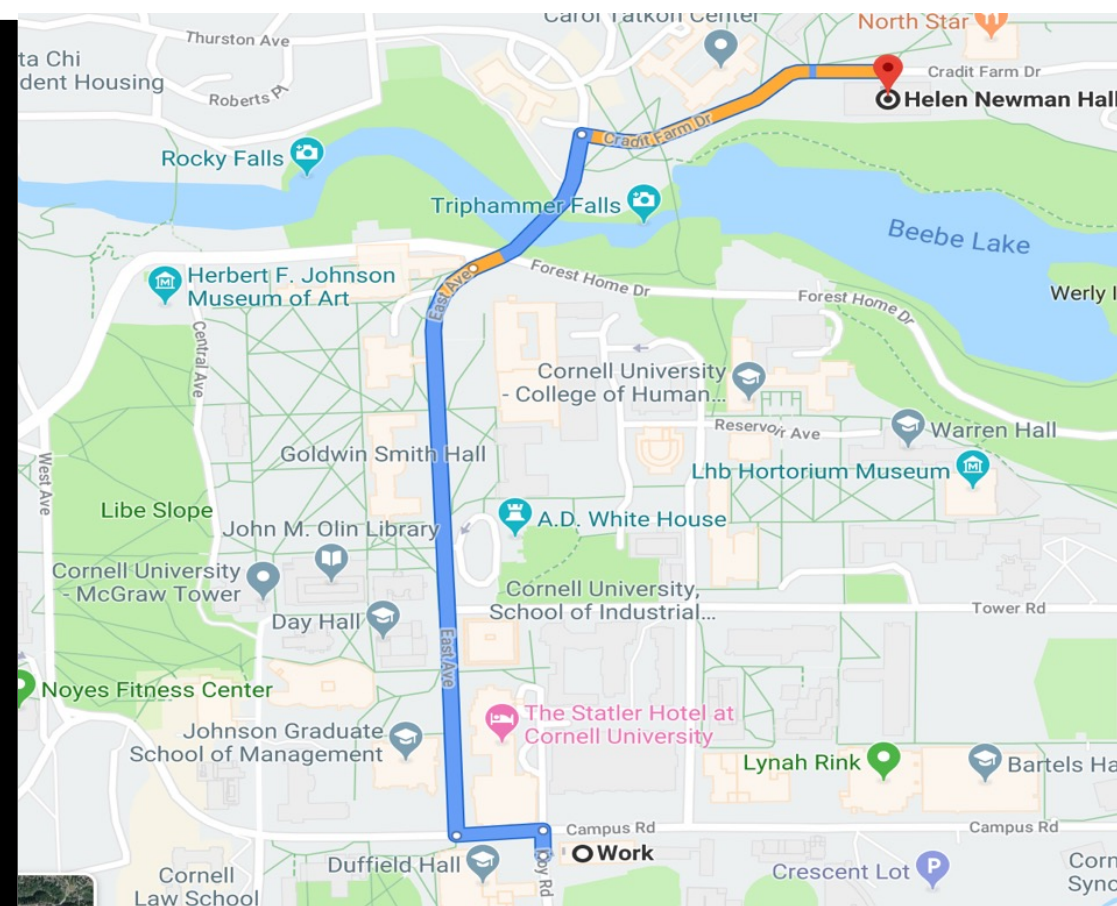 Carol Tatkon Center
North Star
Thurston Ave
ta Chi
dent Housing
Roberts Pl
Cradit Farm Dr
Helen Newman Hall
Cradit Farm Dr
Rocky Falls
Triphammer Falls
Beebe Lake
Herbert F. Johnson
Museum of Art
East Ave
Forest Home Dr
Forest Home Dr
Werly I
Central Ave
Cornell University
- College of Human...
Reservoir Ave
Warren Hall
Goldwin Smith Hall
Lhb Hortorium Museum
West Ave
Libe Slope
A.D. White House
John M. Olin Library
Cornell University
- McGraw Tower
Cornell University,
School of Industrial...
Day Hall
Tower Rd
East Ave
Noyes Fitness Center
The Statler Hotel at
Cornell University
Johnson Graduate
School of Management
Lynah Rink
Bartels Ha
Campus Rd
Campus Rd
Work
Duffield Hall
Hoy Rd
Crescent Lot
P
Cornell
Law School
Corn
Sync